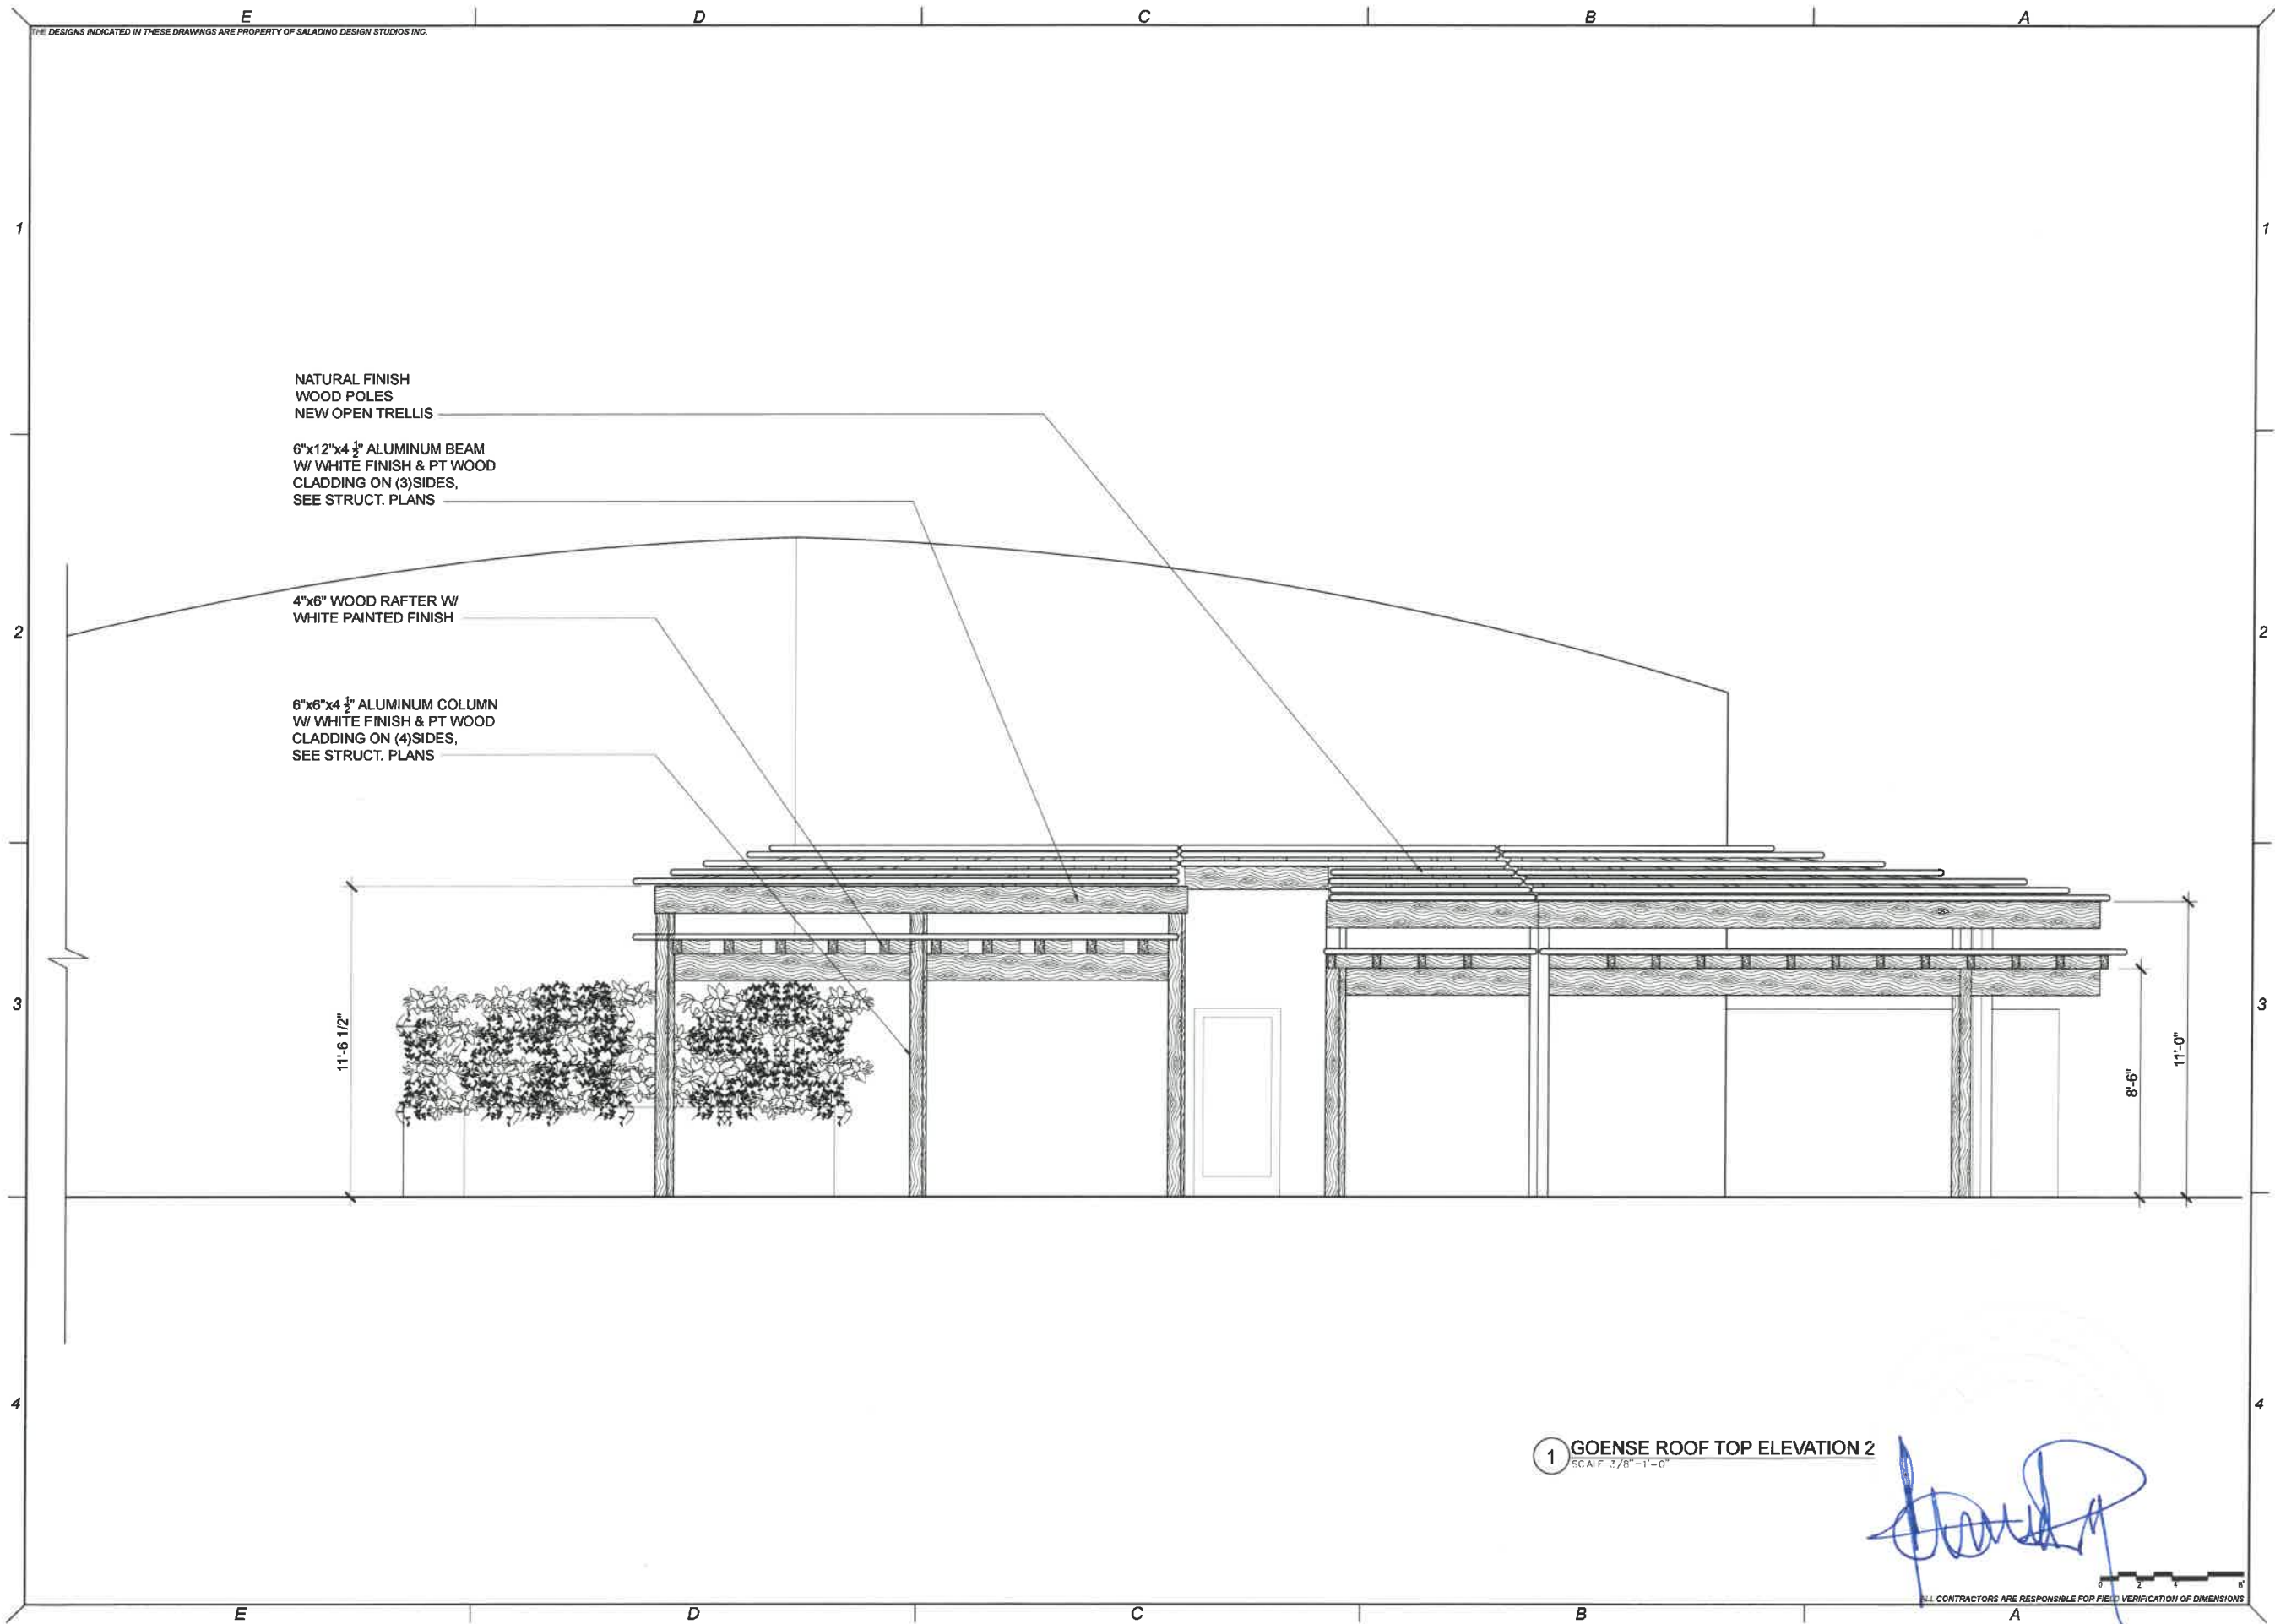 E D C B A
THE DESIGNS INDICATED IN THESE DRAWINGS ARE PROPERTY OF SALADINO DESIGN STUDIOS INC.
1 1
NATURAL FINISH
WOOD POLES
NEW OPEN TRELLIS
6"x12"x4 1/2" ALUMINUM BEAM
W/ WHITE FINISH & PT WOOD
CLADDING ON (3)SIDES,
SEE STRUCT. PLANS
4"x6" WOOD RAFTER W/
WHITE PAINTED FINISH
2 2
6"x6"x4 1/2" ALUMINUM COLUMN
W/ WHITE FINISH & PT WOOD
CLADDING ON (4)SIDES,
SEE STRUCT. PLANS
3 3
11'-6 1/2"
8'-6"
11'-0"
4 4
1 GOENSE ROOF TOP ELEVATION 2
SCALE 3/8"=1'-0"
0 2' 4' 8'
ALL CONTRACTORS ARE RESPONSIBLE FOR FIELD VERIFICATION OF DIMENSIONS
E D C B A